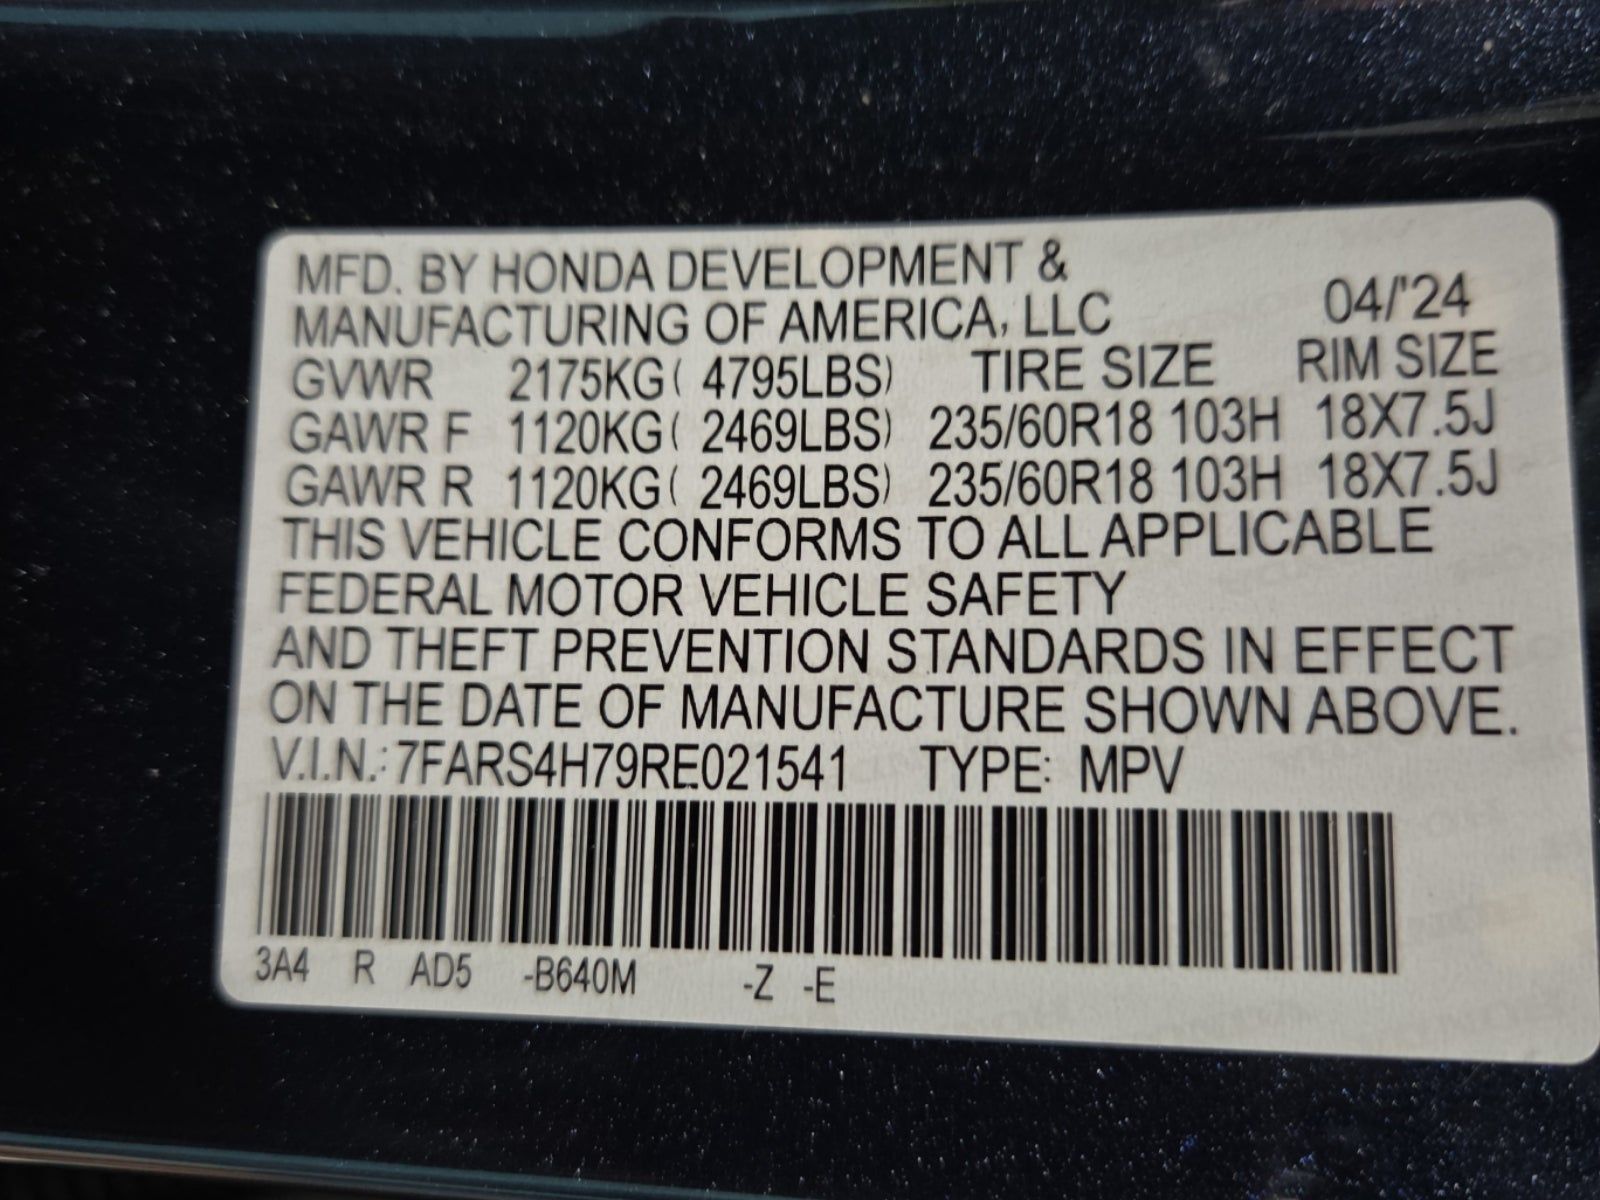 MFD. BY HONDA DEVELOPMENT &
MANUFACTURING OF AMERICA, LLC 04/'24
GVWR 2175KG( 4795LBS) TIRE SIZE RIM SIZE
GAWR F 1120KG( 2469LBS) 235/60R18 103H 18X7.5J
GAWR R 1120KG( 2469LBS) 235/60R18 103H 18X7.5J
THIS VEHICLE CONFORMS TO ALL APPLICABLE
FEDERAL MOTOR VEHICLE SAFETY
AND THEFT PREVENTION STANDARDS IN EFFECT
ON THE DATE OF MANUFACTURE SHOWN ABOVE.
V.I.N.: 7FARS4H79RE021541 TYPE: MPV
3A4 R AD5 -B640M -Z -E